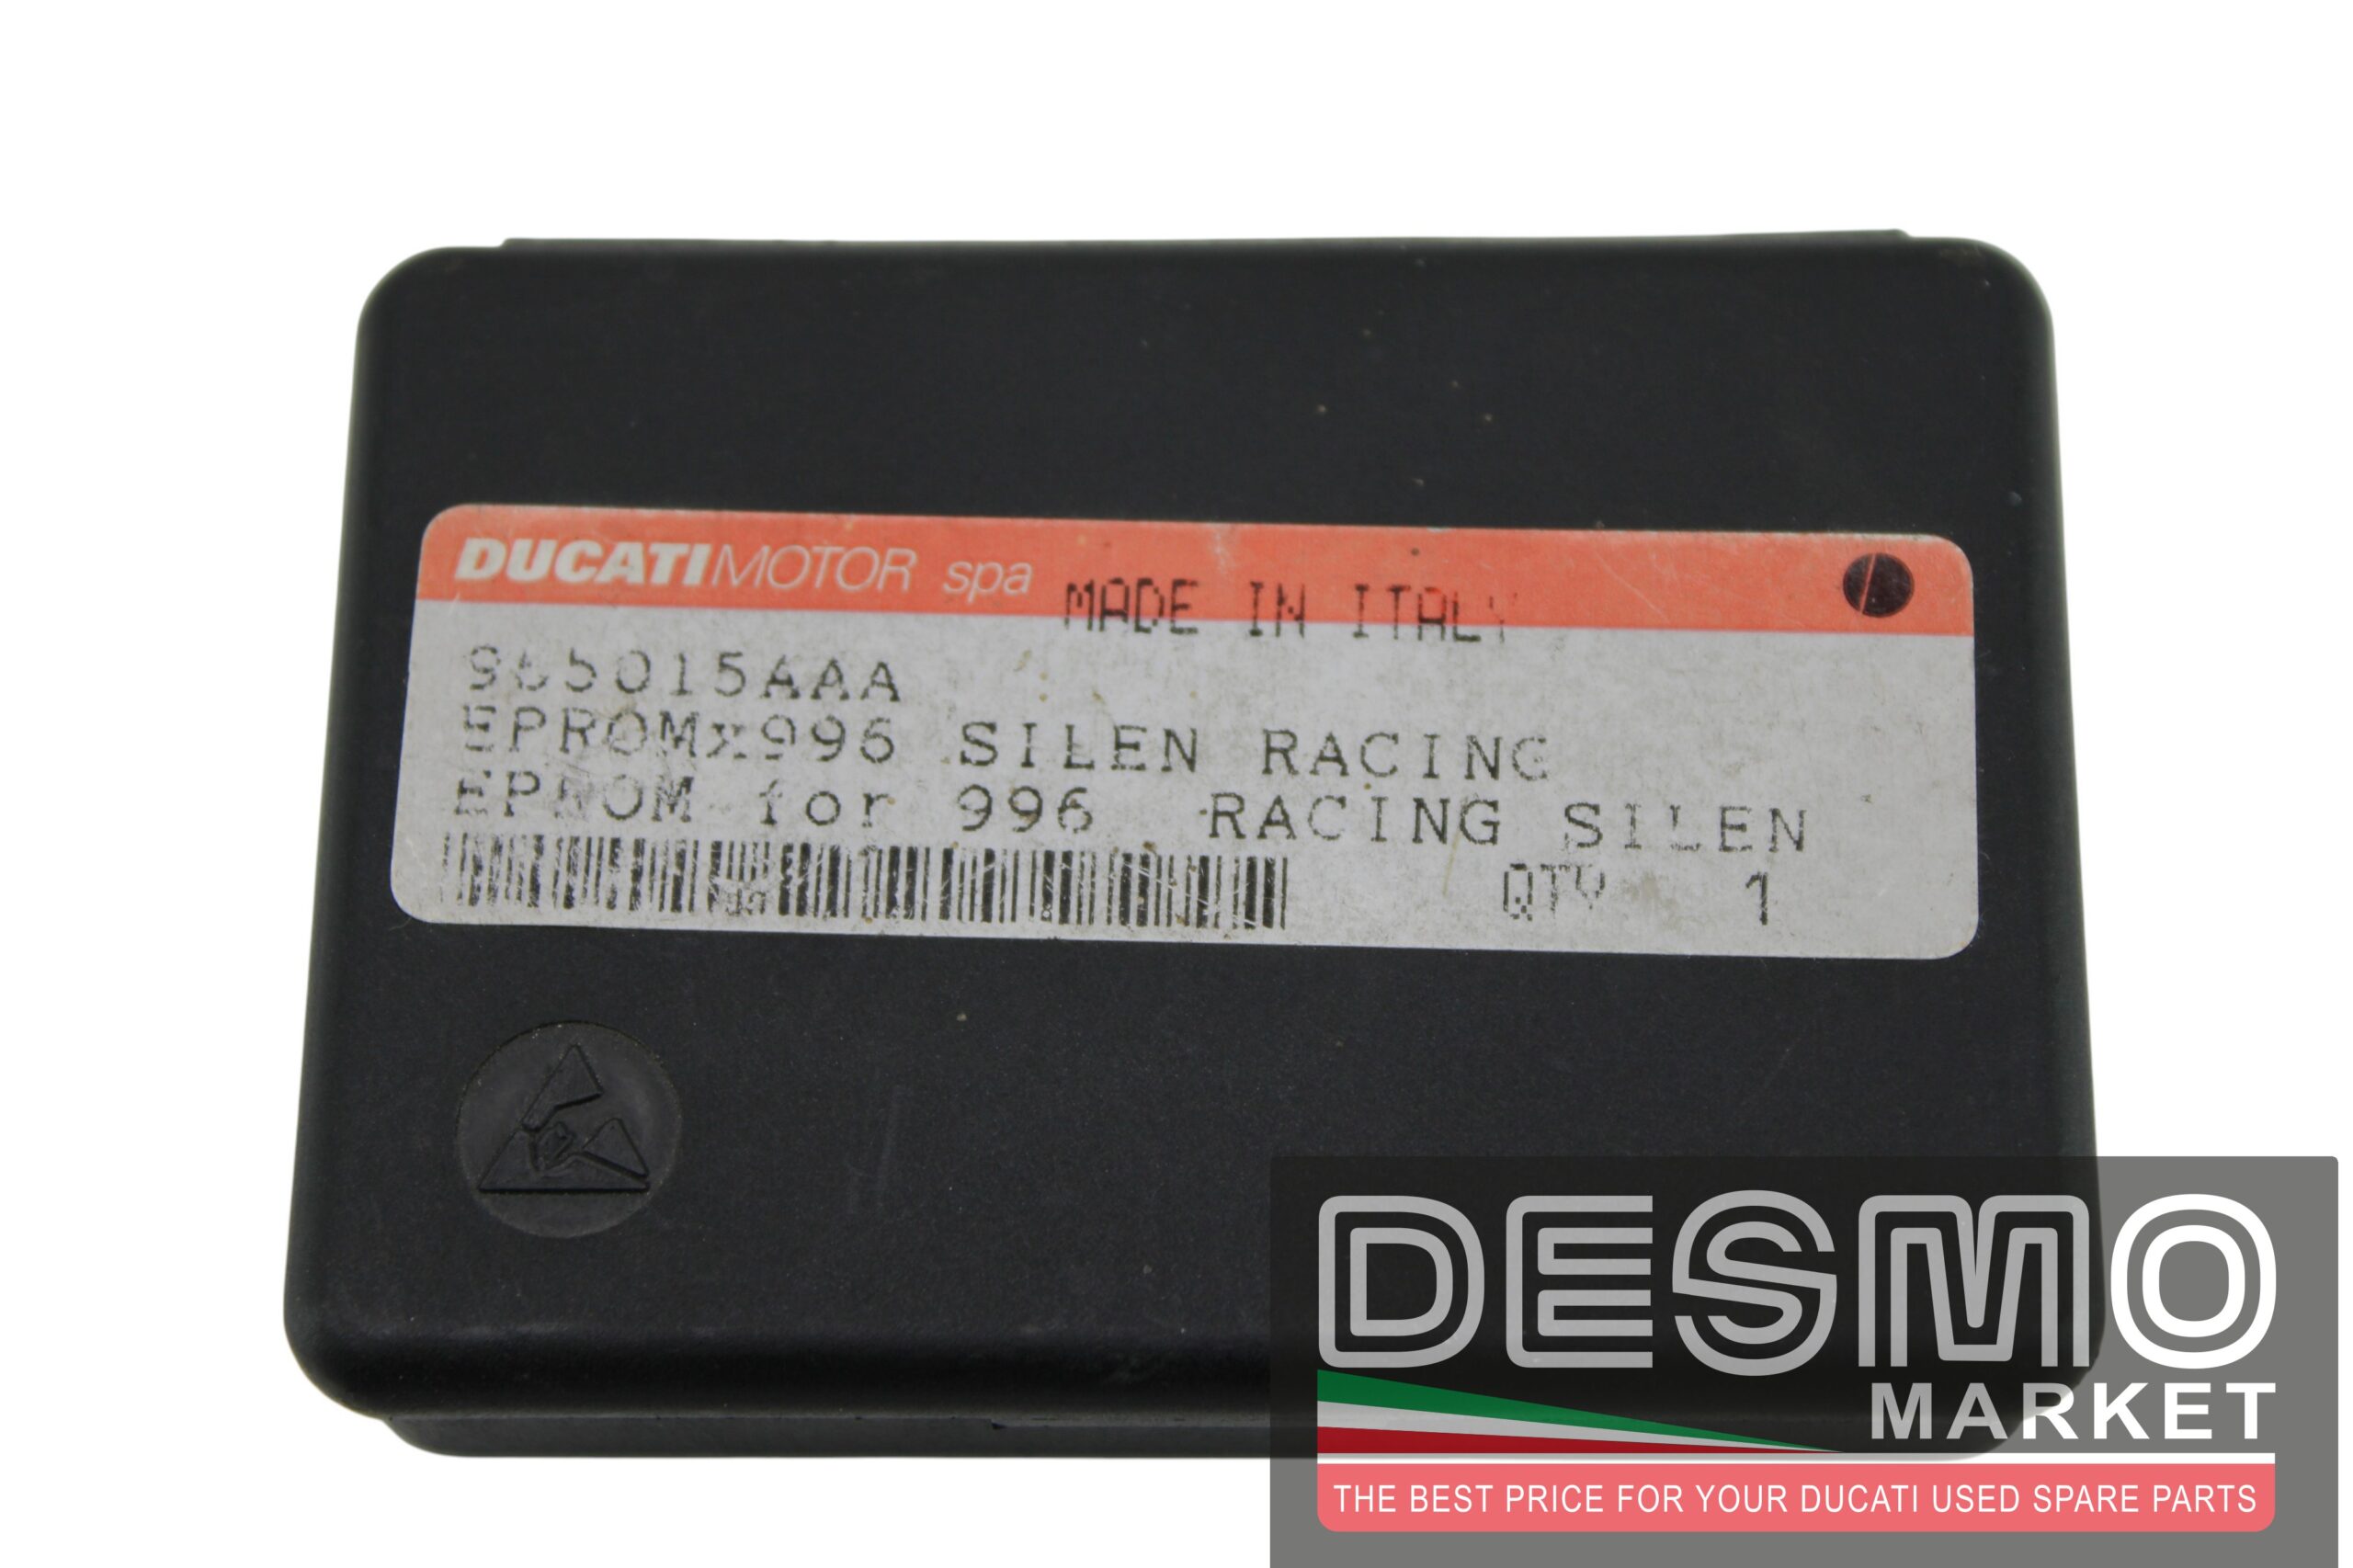 DUCATIMOTOR spa
MADE IN ITALY
965015AAA
EPROMx996 SILEN RACING
EPROM for 996 RACING SILEN
QTY 1
DESMO
MARKET
THE BEST PRICE FOR YOUR DUCATI USED SPARE PARTS